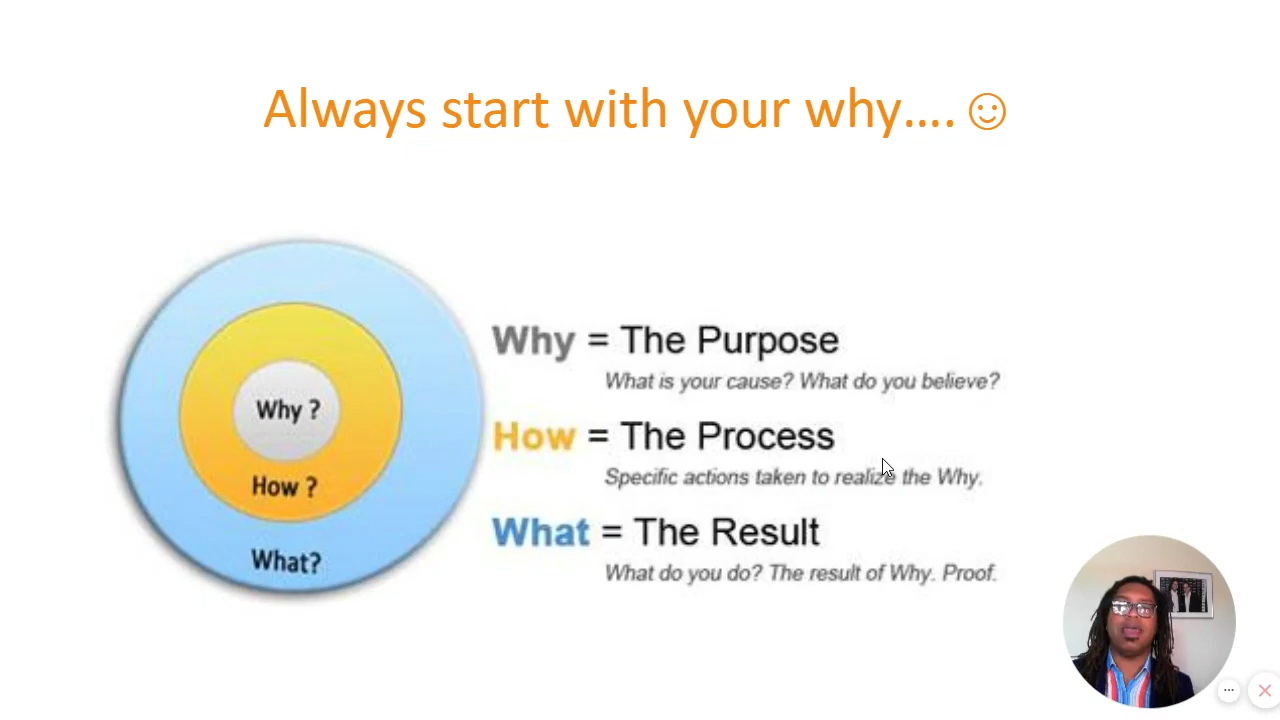 Always start with your why....☺
Why ?
How ?
What?
Why = The Purpose
What is your cause? What do you believe?
How = The Process
Specific actions taken to realize the Why.
What = The Result
What do you do? The result of Why. Proof.